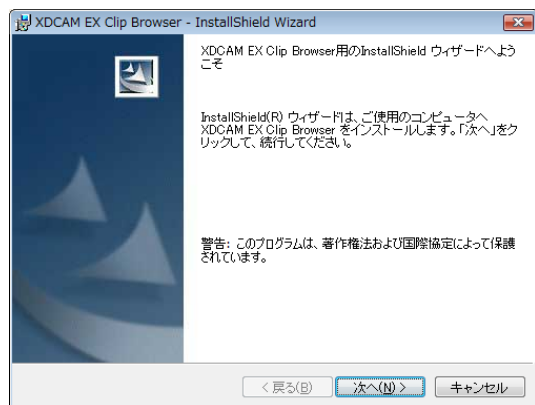 XDCAM EX Clip Browser - InstallShield Wizard
XDCAM EX Clip Browser用のInstallShield ウィザードへよう
こそ
InstallShield(R) ウィザードは、ご使用のコンピュータへ
XDCAM EX Clip Browser をインストールします。「次へ」をク
リックして、続行してください。
警告: このプログラムは、著作権法および国際協定によって保護
されています。
< 戻る(B)
次へ(N) >
キャンセル